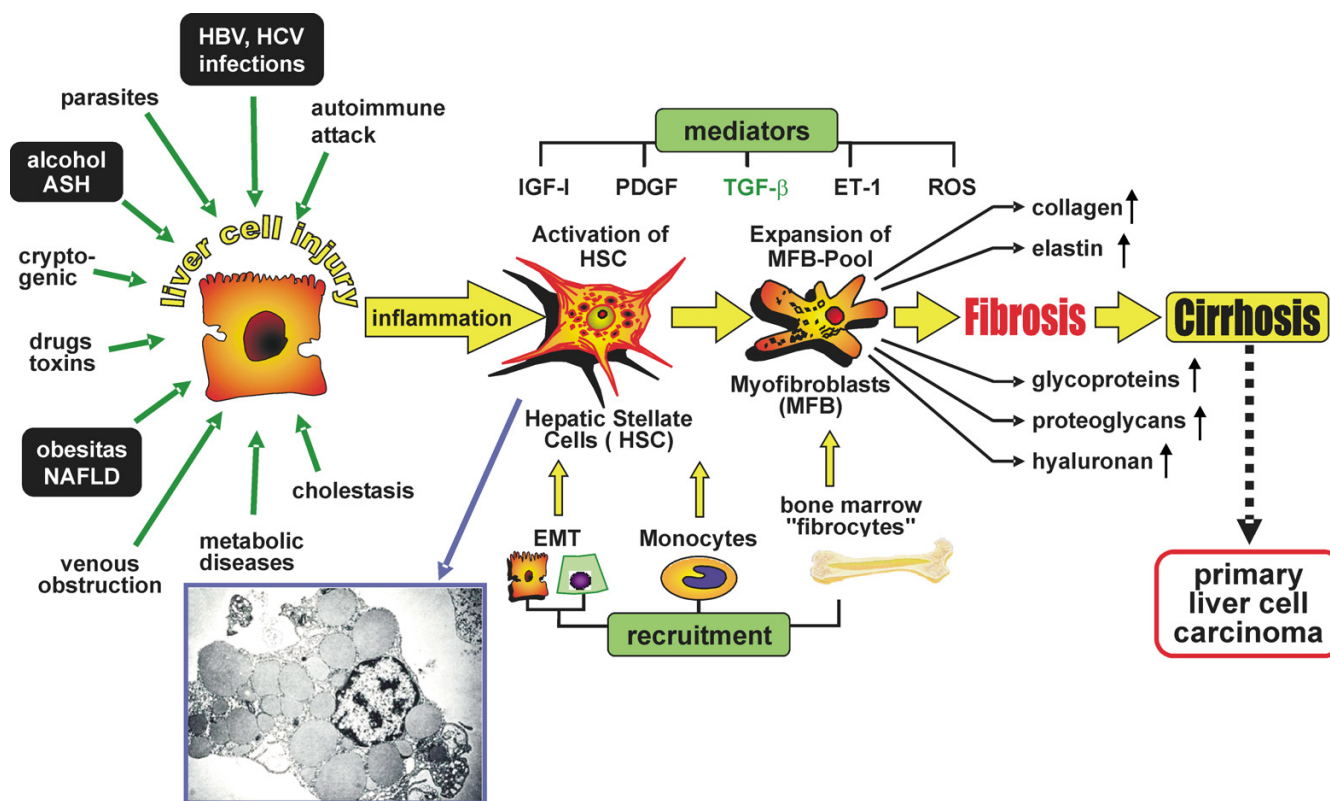 HBV, HCV
infections
parasites
autoimmune
attack
alcohol
ASH
crypto-
genic
drugs
toxins
obesitas
NAFLD
venous
obstruction
metabolic
diseases
cholestasis
liver cell injury
inflammation
mediators
IGF-I
PDGF
TGF-β
ET-1
ROS
Activation of
HSC
Hepatic Stellate
Cells ( HSC)
Expansion of
MFB-Pool
Myofibroblasts
(MFB)
collagen
elastin
glycoproteins
proteoglycans
hyaluronan
Fibrosis
Cirrhosis
primary
liver cell
carcinoma
EMT
Monocytes
bone marrow
"fibrocytes"
recruitment